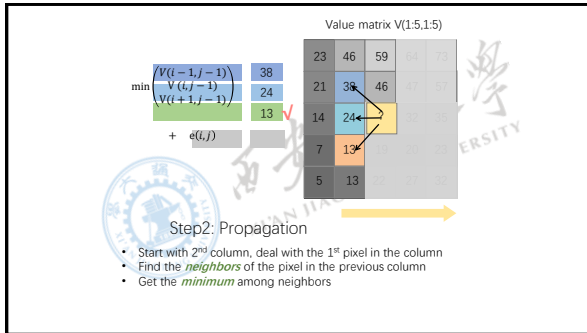 Value matrix V(1:5,1:5)
min
V(i − 1, j − 1)
V(i, j − 1)
V(i + 1, j − 1)
38
24
13 √
+ e(i, j)
23 46 59 64 73
21 38 46 47 57
14 24 ?
7 13
5 13
Step2: Propagation
• Start with 2nd column, deal with the 1st pixel in the column
• Find the neighbors of the pixel in the previous column
• Get the minimum among neighbors